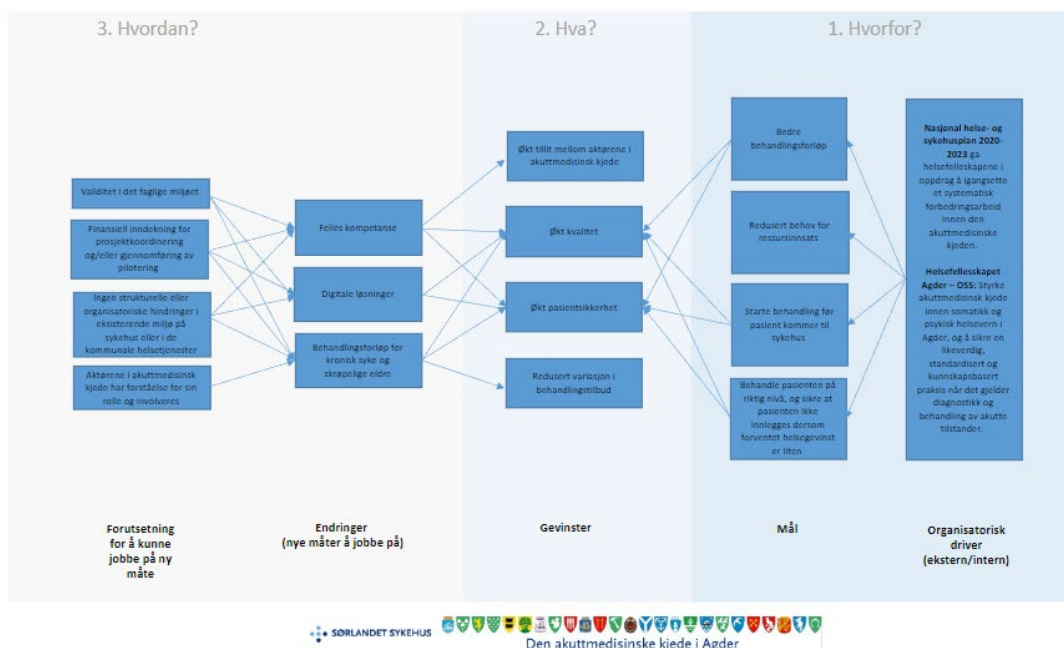 3. Hvordan?
2. Hva?
1. Hvorfor?
Validitet i det faglige miljøet
Finansiell inndekning for
prosjektkoordinering
og/eller gjennomføring av
pilotering
Ingen strukturelle eller
organisatoriske hindringer i
eksisterende miljø på
sykehus eller i de
kommunale helsetjenester
Aktørene i akuttmedisinsk
kjede har forståelse for sin
rolle og involveres
Felles kompetanse
Digitale løsninger
Behandlingsforløp for
kronisk syke og
skrøpelige eldre
Økt tillit mellom aktørene i
akuttmedisinsk kjede
Økt kvalitet
Økt pasientsikkerhet
Redusert variasjon i
behandlingstilbud
Bedre
behandlingsforløp
Redusert behov for
ressursinnsats
Starte behandling før
pasient kommer til
sykehus
Behandle pasienten på
riktig nivå, og sikre at
pasienten ikke
innlegges dersom
forventet helsegevinst
er liten
Nasjonal helse- og
sykehusplan 2020-
2023 ga
helsefelleskapene i
oppdrag å igangsette
et systematisk
forbedringsarbeid
innen den
akuttmedisinske
kjeden.
Helsefellesskapet
Agder – OSS: Styrke
akuttmedisinsk kjede
innen somatikk og
psykisk helsevern i
Agder, og å sikre en
likeverdig,
standardisert og
kunnskapsbasert
praksis når det gjelder
diagnostikk og
behandling av akutte
tilstander.
Forutsetning
for å kunne
jobbe på ny
måte
Endringer
(nye måter å jobbe på)
Gevinster
Mål
Organisatorisk
driver
(ekstern/intern)
SØRLANDET SYKEHUS
Den akuttmedisinske kjede i Agder